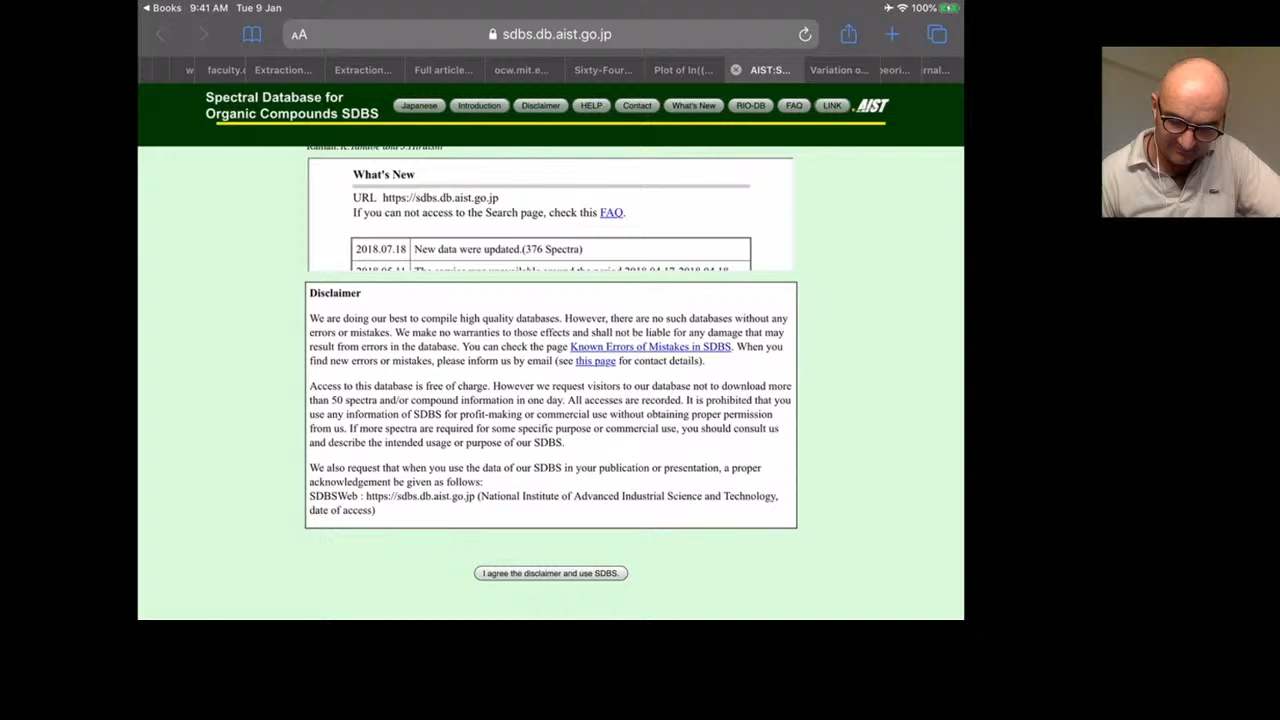 Books 9:41 AM Tue 9 Jan 100%
AA sdbs.db.aist.go.jp
w faculty.c Extraction... Extraction... Full article... ocw.mit.e... Sixty-Four... Plot of ln((... AIST:S... Variation o... rnal...
Spectral Database for
Organic Compounds SDBS
Japanese Introduction Disclaimer HELP Contact What's New RIO-DB FAQ LINK AIST
What's New
URL https://sdbs.db.aist.go.jp
If you can not access to the Search page, check this FAQ.
2018.07.18 New data were updated.(376 Spectra)
Disclaimer
We are doing our best to compile high quality databases. However, there are no such databases without any
errors or mistakes. We make no warranties to those effects and shall not be liable for any damage that may
result from errors in the database. You can check the page Known Errors of Mistakes in SDBS. When you
find new errors or mistakes, please inform us by email (see this page for contact details).
Access to this database is free of charge. However we request visitors to our database not to download more
than 50 spectra and/or compound information in one day. All accesses are recorded. It is prohibited that you
use any information of SDBS for profit-making or commercial use without obtaining proper permission
from us. If more spectra are required for some specific purpose or commercial use, you should consult us
and describe the intended usage or purpose of our SDBS.
We also request that when you use the data of our SDBS in your publication or presentation, a proper
acknowledgement be given as follows:
SDBSWeb : https://sdbs.db.aist.go.jp (National Institute of Advanced Industrial Science and Technology,
date of access)
I agree the disclaimer and use SDBS.